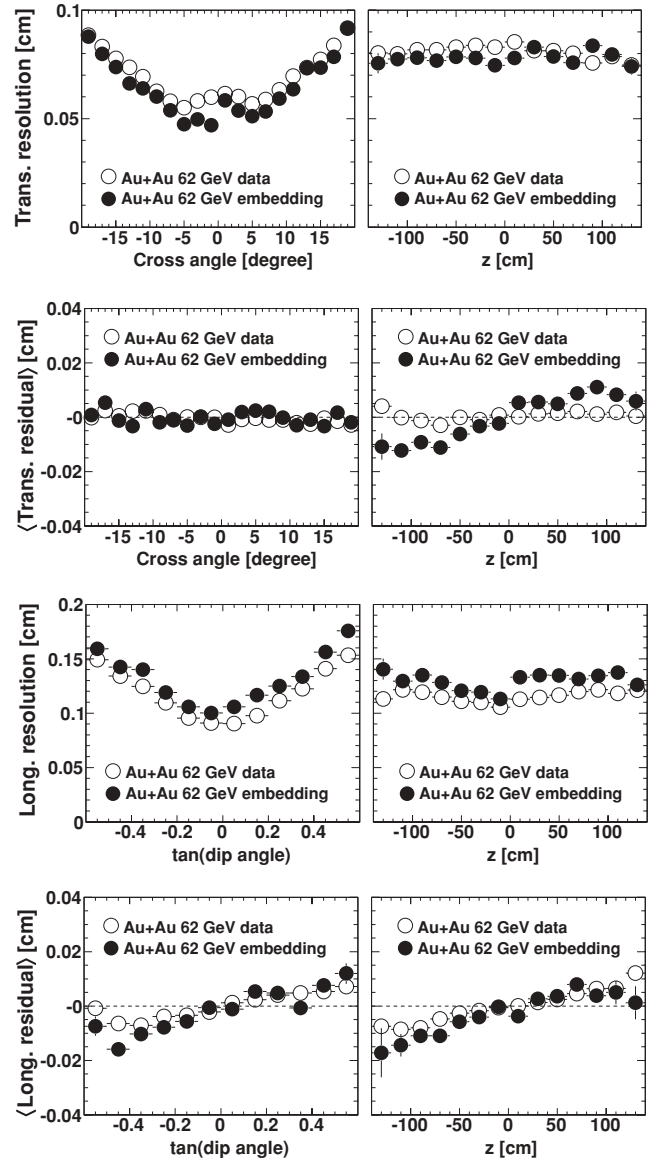 Trans. resolution [cm]
0.1
0.05
0
Au+Au 62 GeV data
Au+Au 62 GeV embedding
-15 -10 -5 0 5 10 15
Cross angle [degree]
Au+Au 62 GeV data
Au+Au 62 GeV embedding
-100 -50 0 50 100
z [cm]
⟨Trans. residual⟩ [cm]
0.04
0.02
-0
-0.02
-0.04
Au+Au 62 GeV data
Au+Au 62 GeV embedding
-15 -10 -5 0 5 10 15
Cross angle [degree]
Au+Au 62 GeV data
Au+Au 62 GeV embedding
-100 -50 0 50 100
z [cm]
Long. resolution [cm]
0.2
0.15
0.1
0.05
0
Au+Au 62 GeV data
Au+Au 62 GeV embedding
-0.4 -0.2 0 0.2 0.4
tan(dip angle)
Au+Au 62 GeV data
Au+Au 62 GeV embedding
-100 -50 0 50 100
z [cm]
⟨Long. residual⟩ [cm]
0.04
0.02
-0
-0.02
-0.04
Au+Au 62 GeV data
Au+Au 62 GeV embedding
-0.4 -0.2 0 0.2 0.4
tan(dip angle)
Au+Au 62 GeV data
Au+Au 62 GeV embedding
-100 -50 0 50 100
z [cm]